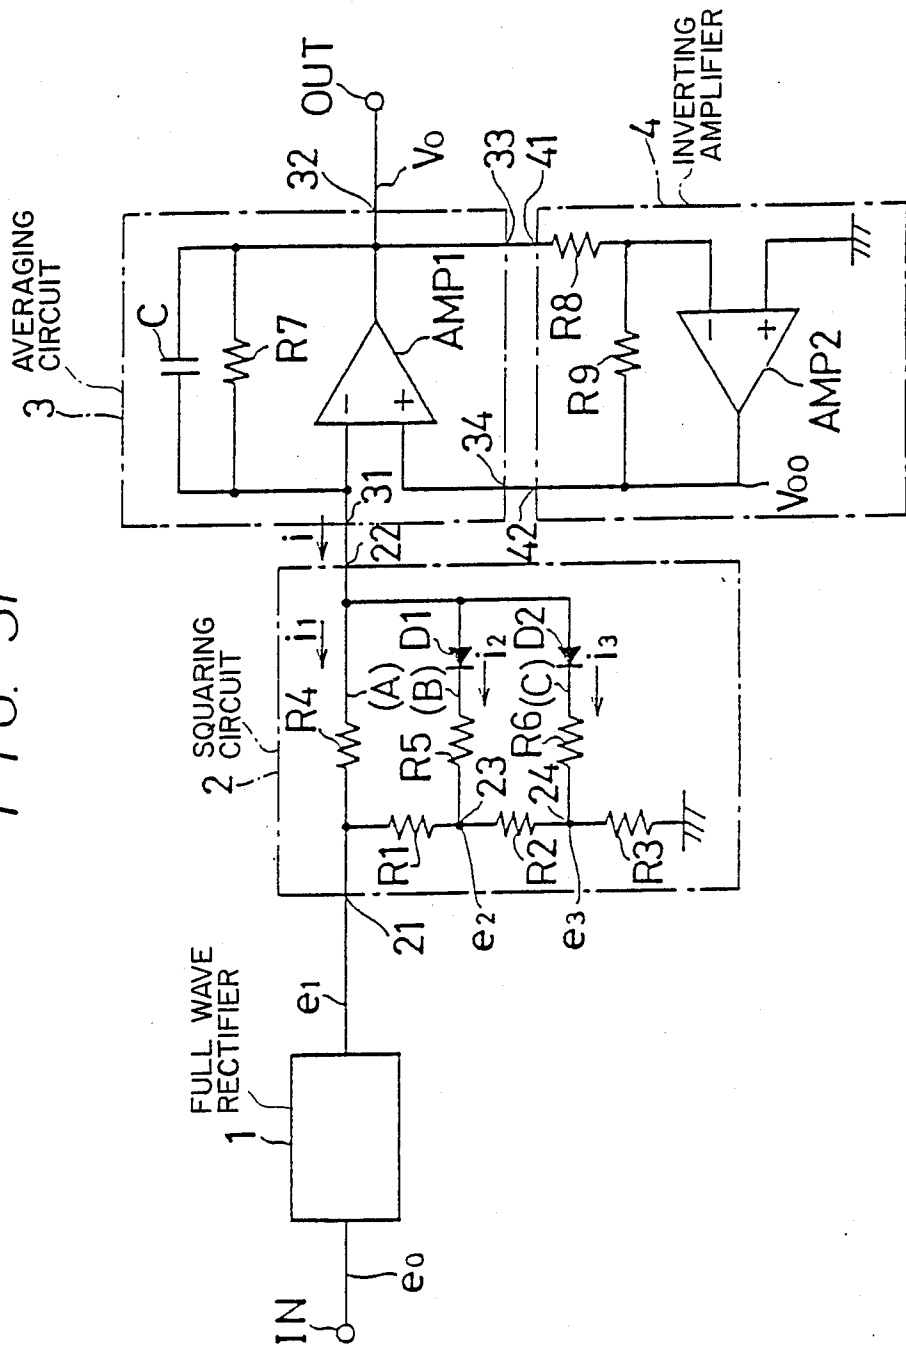 IN
e0
1
FULL WAVE
RECTIFIER
e1
21
2
SQUARING
CIRCUIT
R4
i1
(A)
R1
R5
(B)
D1
i2
e2
23
R2
R6
(C)
D2
i3
e3
24
R3
i
22
31
3
AVERAGING
CIRCUIT
C
R7
AMP1
−
+
32
Vo
OUT
34
33
42
41
4
INVERTING
AMPLIFIER
R8
R9
−
+
AMP2
Voo